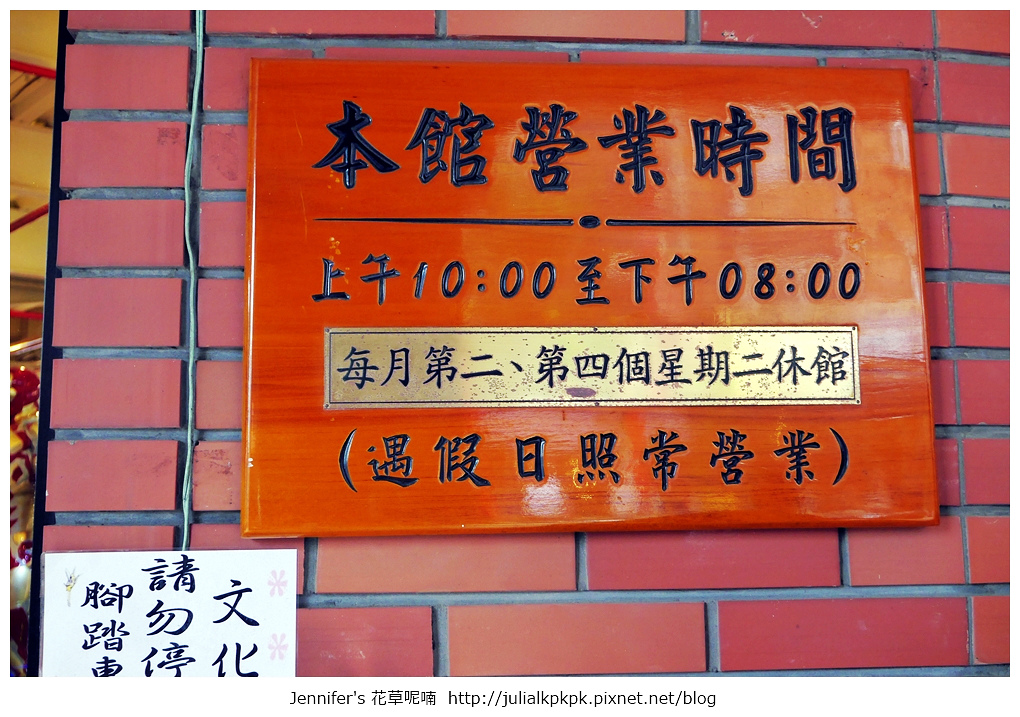 本館營業時間
上午10:00至下午08:00
每月第二、第四個星期二休館
(遇假日照常營業)
文化
請勿停
腳踏車
Jennifer's 花草呢喃 http://julialkpkpk.pixnet.net/blog